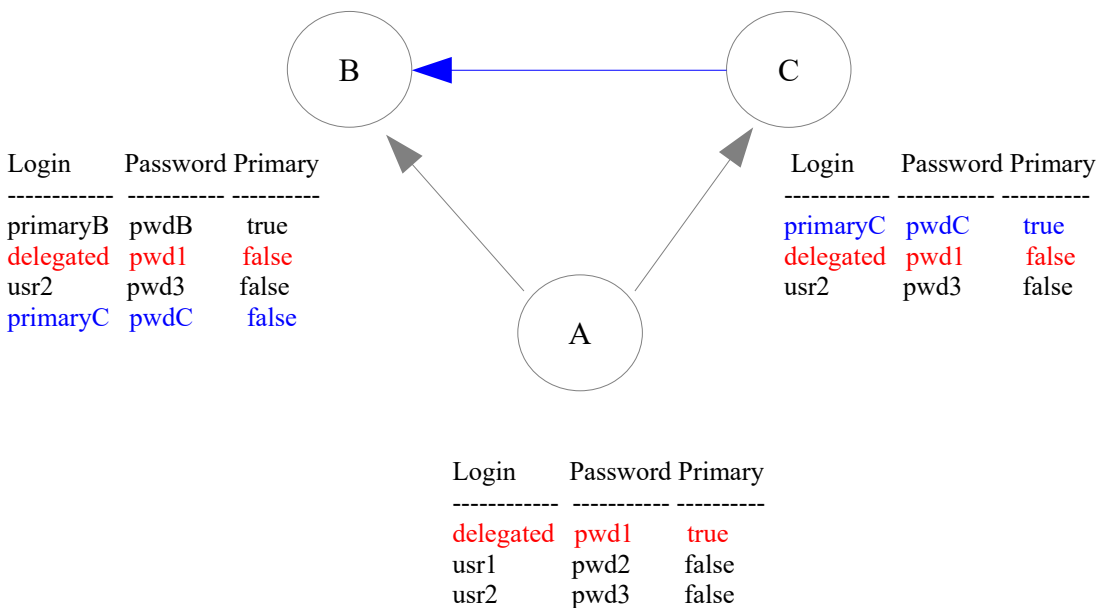 B
C
Login Password Primary
------------ ----------- ----------
primaryB pwdB true
delegated pwd1 false
usr2 pwd3 false
primaryC pwdC false
Login Password Primary
------------ ----------- ----------
primaryC pwdC true
delegated pwd1 false
usr2 pwd3 false
A
Login Password Primary
------------ ----------- ----------
delegated pwd1 true
usr1 pwd2 false
usr2 pwd3 false